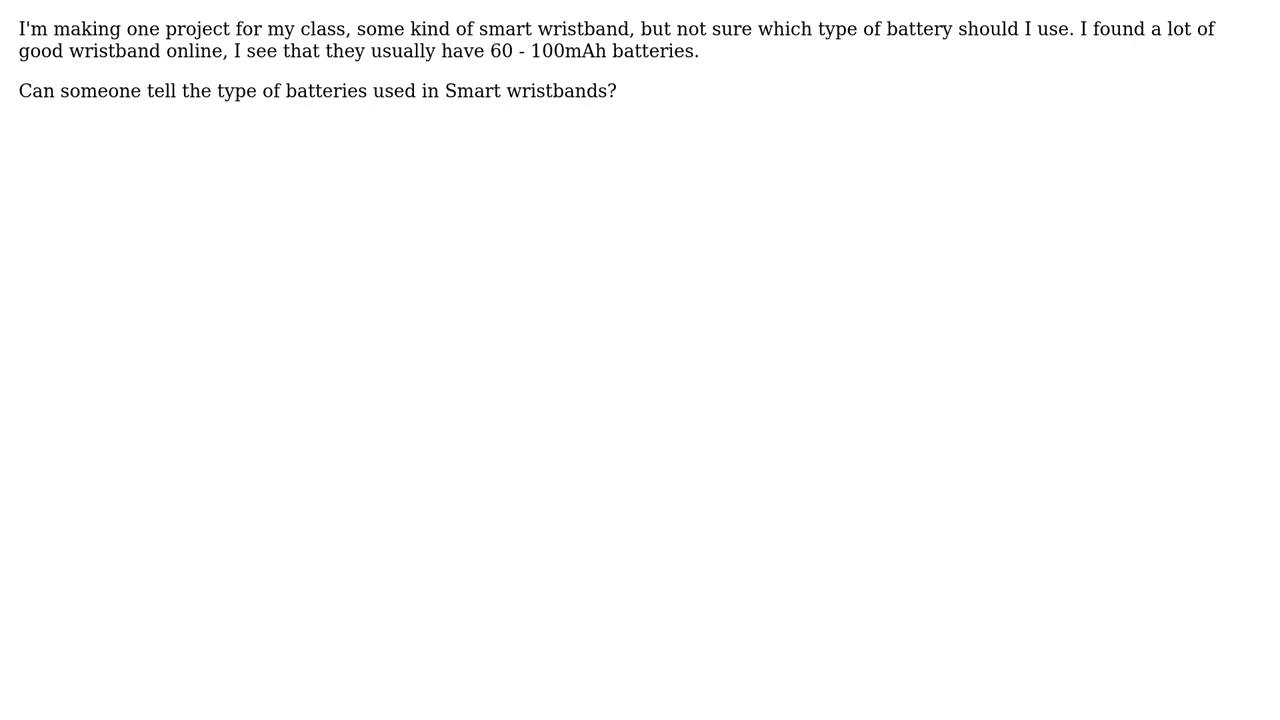 I'm making one project for my class, some kind of smart wristband, but not sure which type of battery should I use. I found a lot of
good wristband online, I see that they usually have 60 - 100mAh batteries.
Can someone tell the type of batteries used in Smart wristbands?